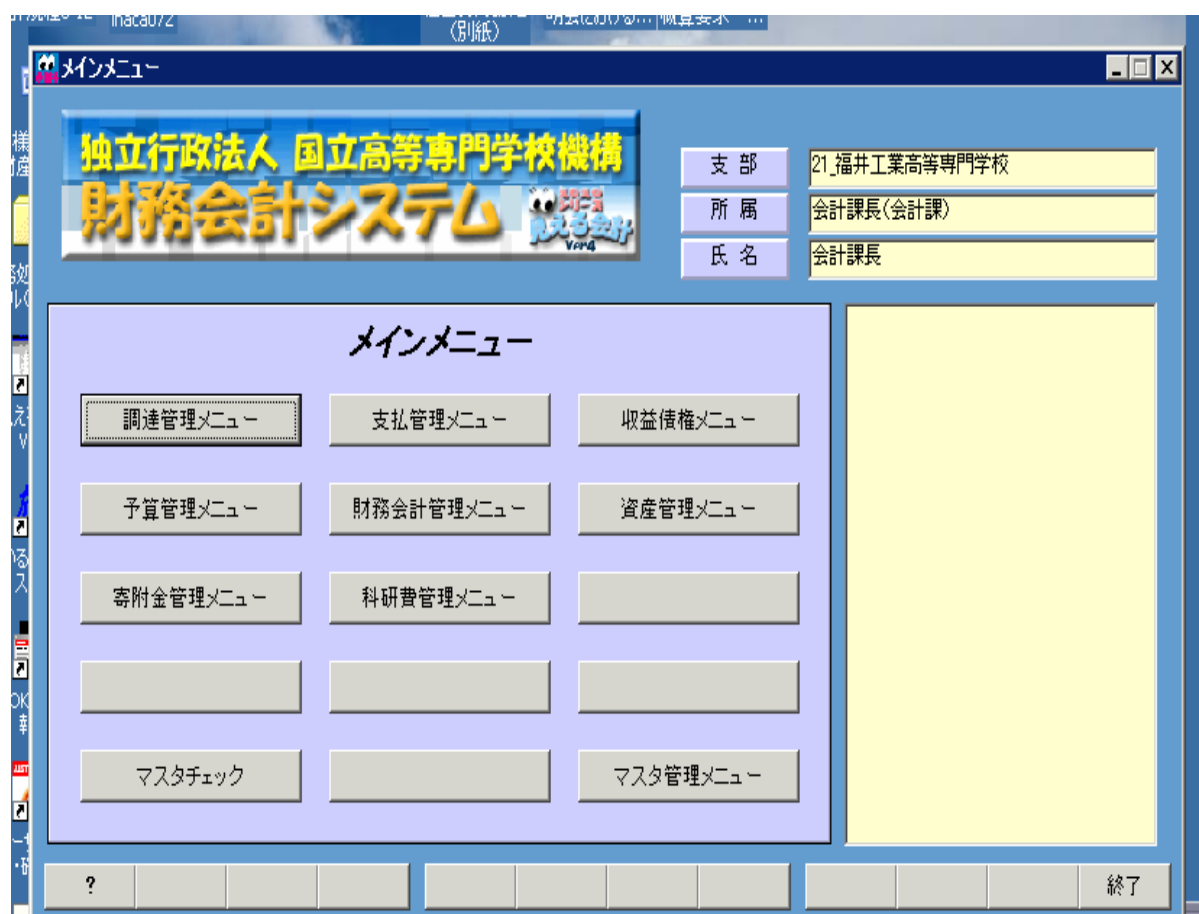 inaca072
(別紙)
メインメニュー
独立行政法人 国立高等専門学校機構
財務会計システム
見える会計
Ver4
支 部
21_福井工業高等専門学校
所 属
会計課長(会計課)
氏 名
会計課長
メインメニュー
調達管理メニュー
支払管理メニュー
収益債権メニュー
予算管理メニュー
財務会計管理メニュー
資産管理メニュー
寄附金管理メニュー
科研費管理メニュー
マスタチェック
マスタ管理メニュー
?
終了